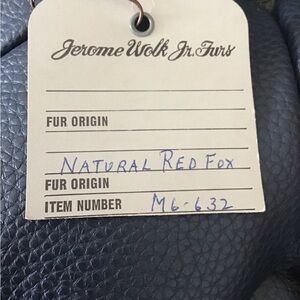 Jerome Wolk Jr. Furs
FUR ORIGIN
NATURAL RED FOX
FUR ORIGIN
ITEM NUMBER M6-632